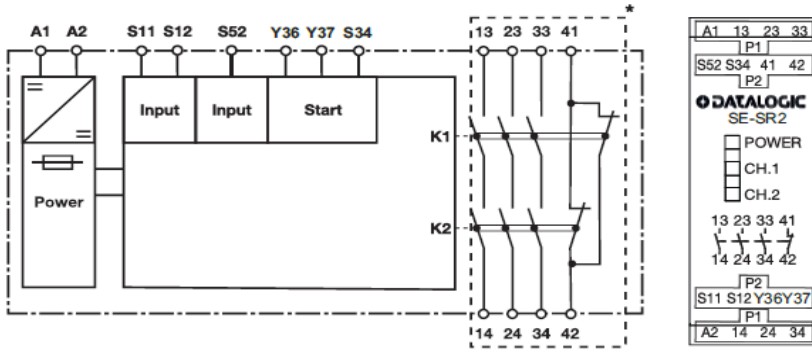 *
A1 A2 S11 S12 S52 Y36 Y37 S34 13 23 33 41
Input Input Start
K1
Power
K2
14 24 34 42
A1 13 23 33
P1
S52 S34 41 42
P2
DATALOGIC
SE-SR2
POWER
CH.1
CH.2
13 23 33 41
14 24 34 42
P2
S11 S12 Y36 Y37
P1
A2 14 24 34